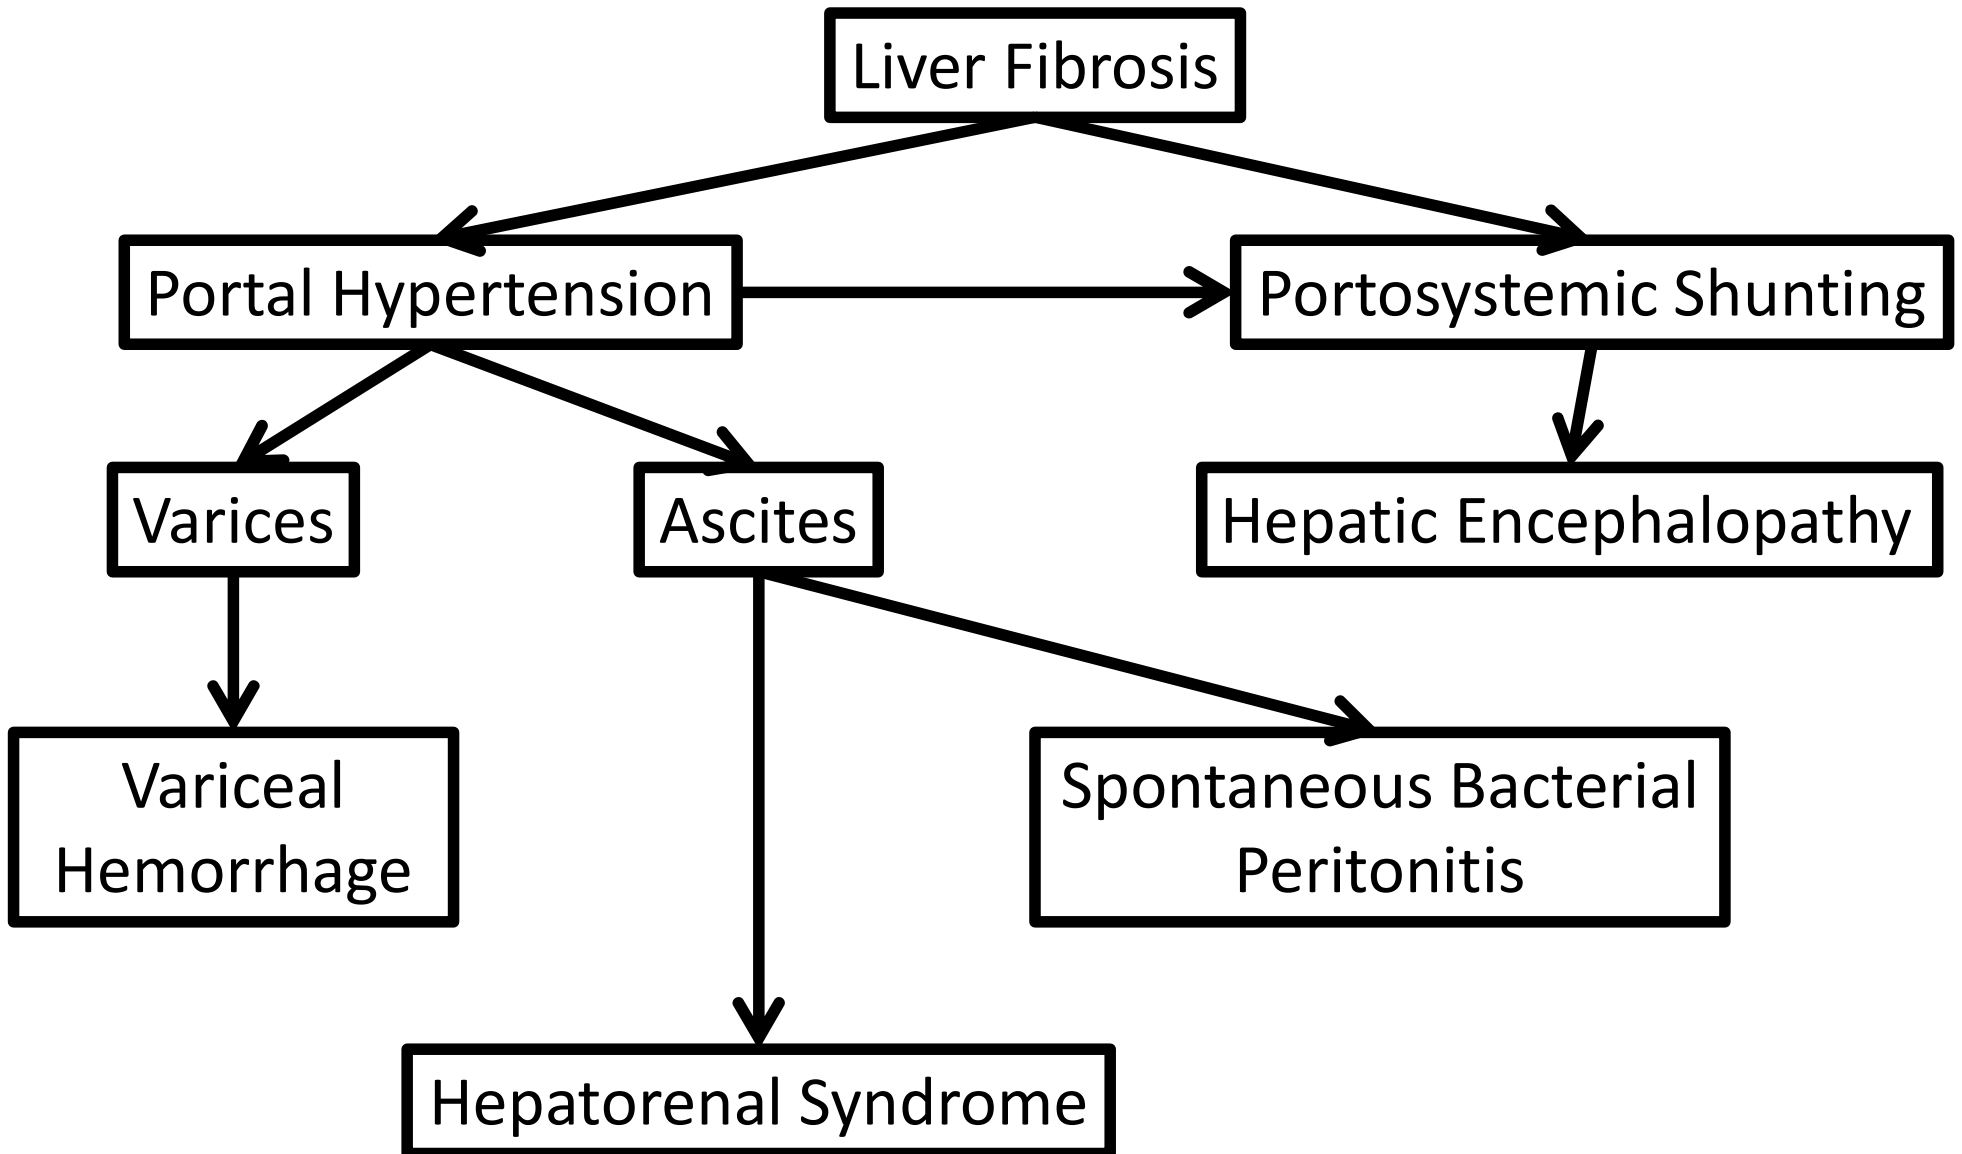 Liver Fibrosis
Portal Hypertension
Portosystemic Shunting
Varices
Ascites
Hepatic Encephalopathy
Variceal
Hemorrhage
Spontaneous Bacterial
Peritonitis
Hepatorenal Syndrome